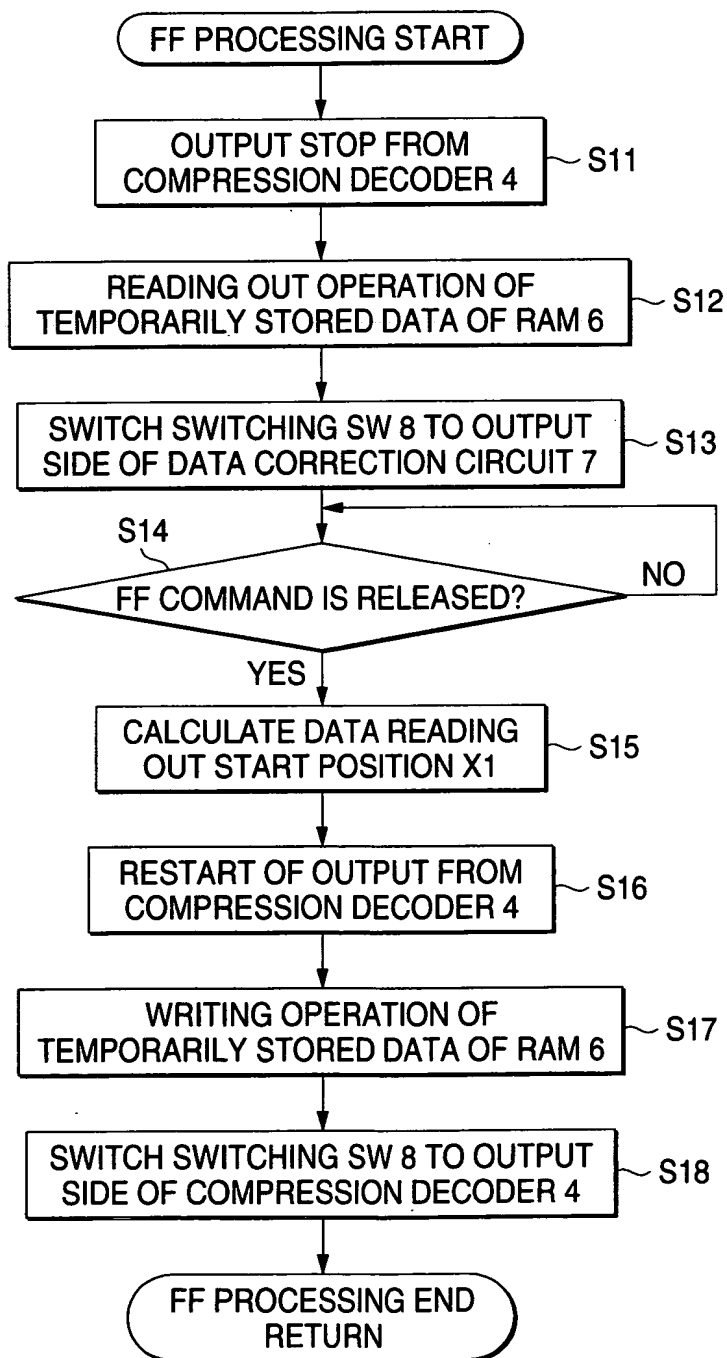 FF PROCESSING START
OUTPUT STOP FROM
COMPRESSION DECODER 4
S11
READING OUT OPERATION OF
TEMPORARILY STORED DATA OF RAM 6
S12
SWITCH SWITCHING SW 8 TO OUTPUT
SIDE OF DATA CORRECTION CIRCUIT 7
S13
S14
FF COMMAND IS RELEASED?
NO
YES
CALCULATE DATA READING
OUT START POSITION X1
S15
RESTART OF OUTPUT FROM
COMPRESSION DECODER 4
S16
WRITING OPERATION OF
TEMPORARILY STORED DATA OF RAM 6
S17
SWITCH SWITCHING SW 8 TO OUTPUT
SIDE OF COMPRESSION DECODER 4
S18
FF PROCESSING END
RETURN